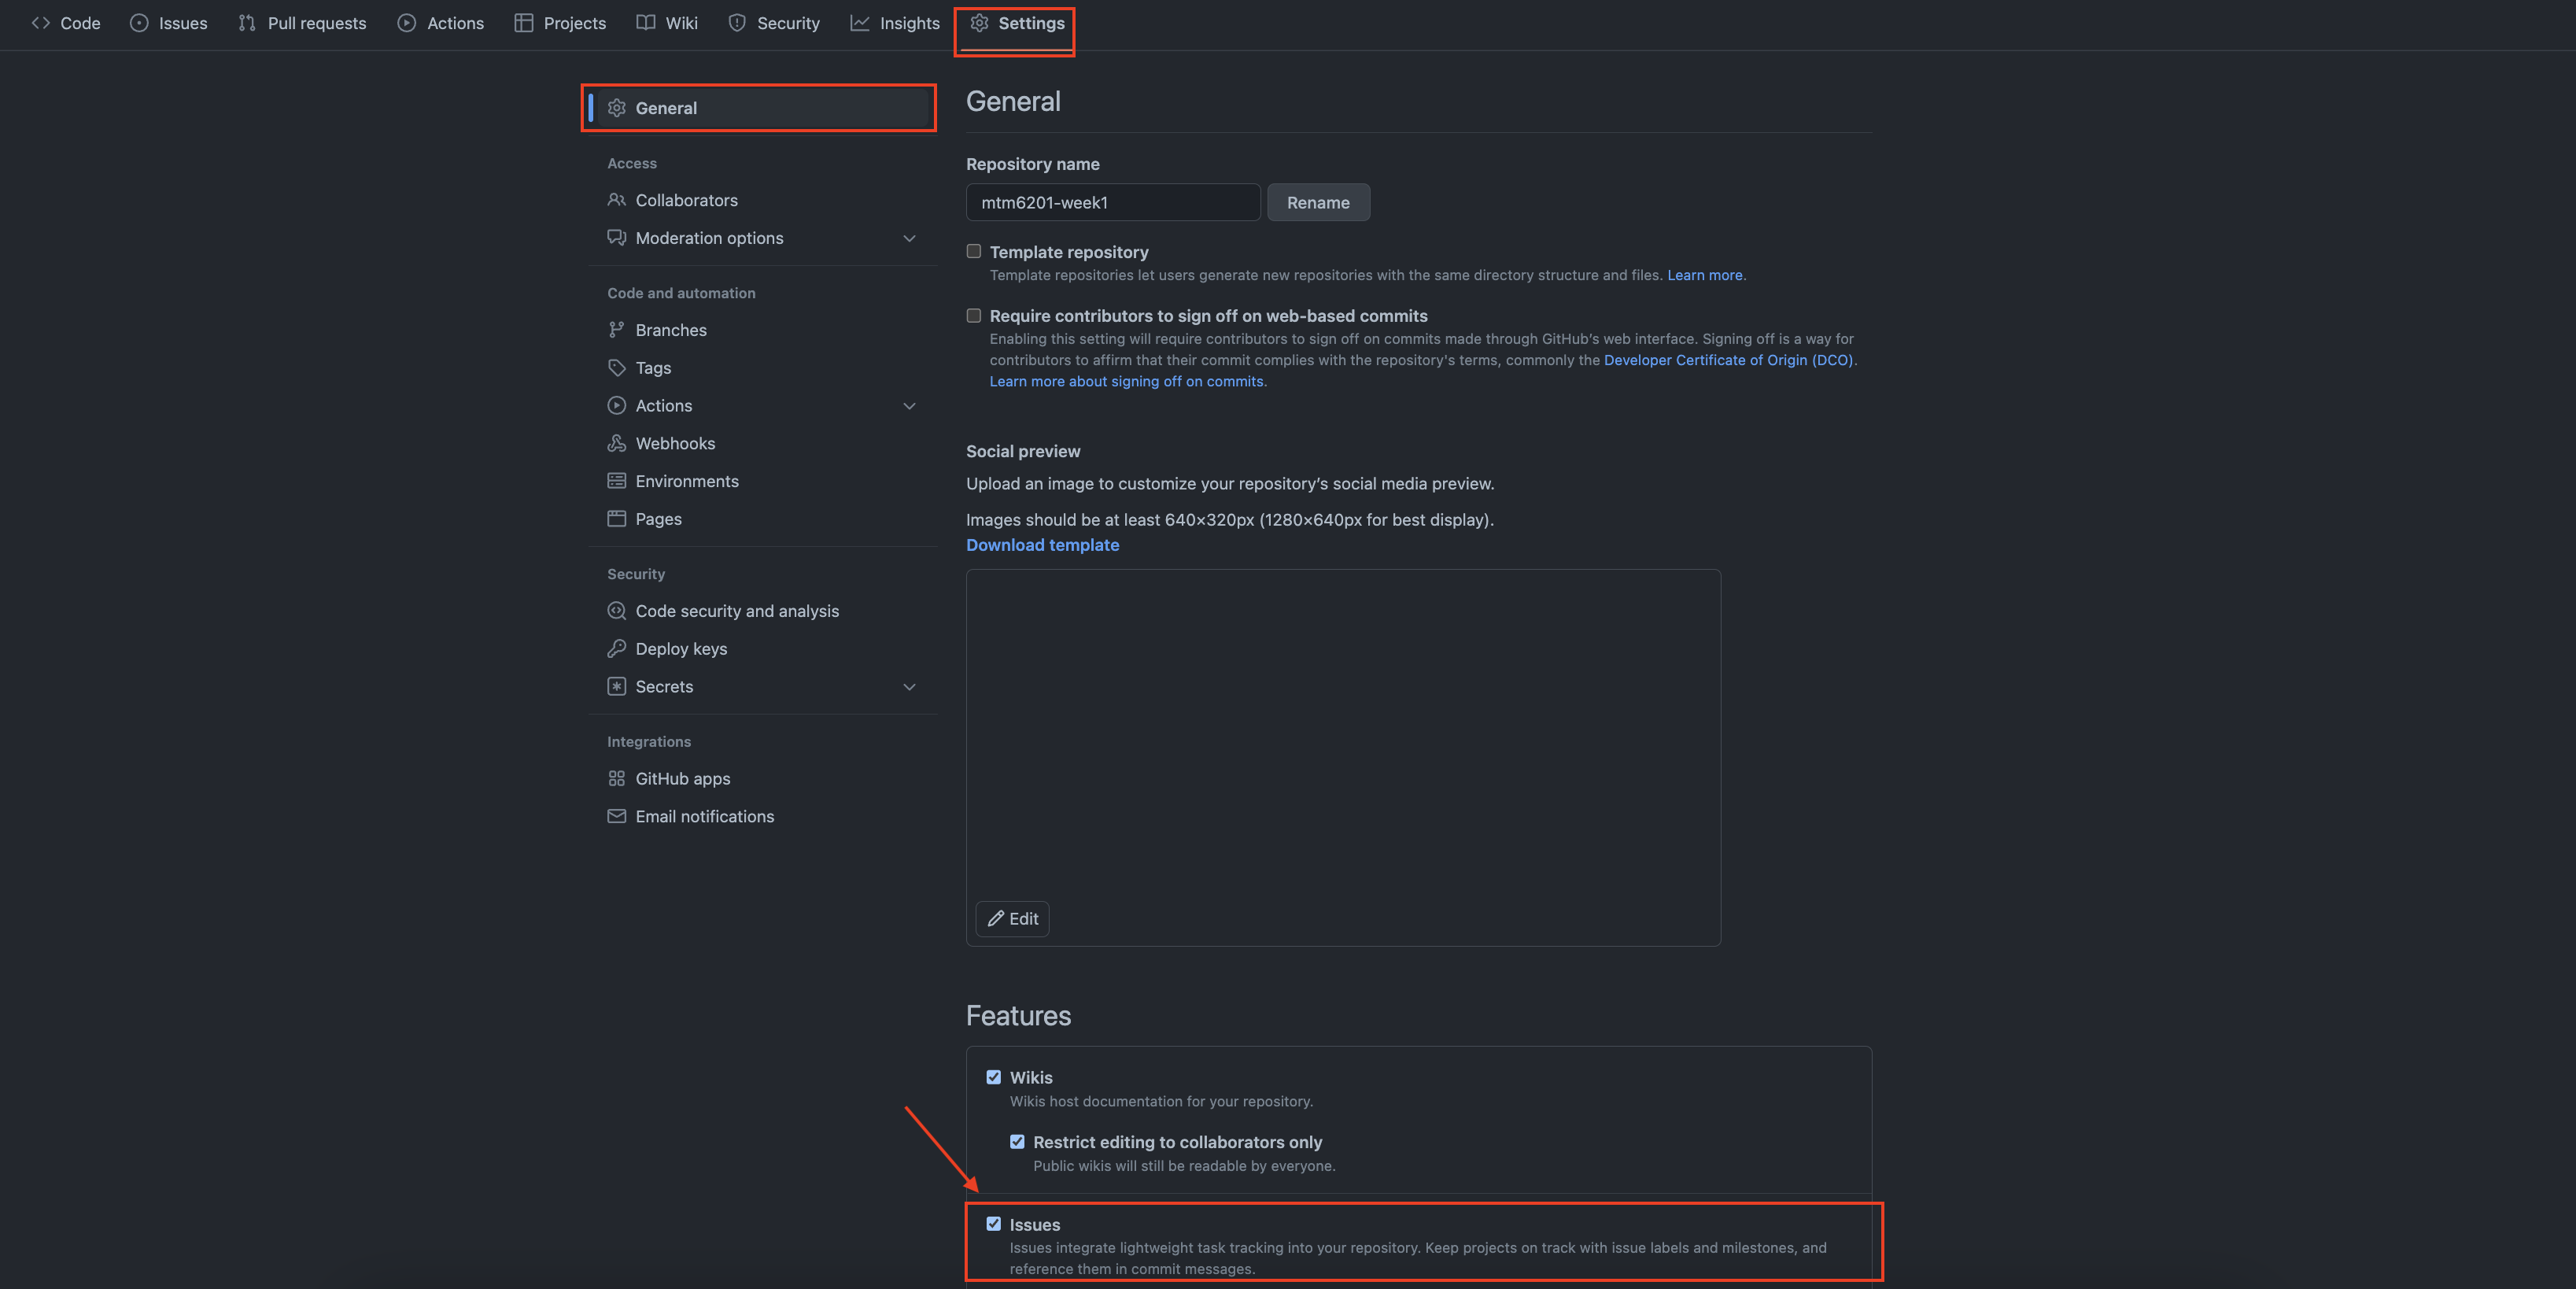 Code Issues Pull requests Actions Projects Wiki Security Insights Settings
General
Access
Collaborators
Moderation options
Code and automation
Branches
Tags
Actions
Webhooks
Environments
Pages
Security
Code security and analysis
Deploy keys
Secrets
Integrations
GitHub apps
Email notifications
General
Repository name
mtm6201-week1 Rename
Template repository
Template repositories let users generate new repositories with the same directory structure and files. Learn more.
Require contributors to sign off on web-based commits
Enabling this setting will require contributors to sign off on commits made through GitHub’s web interface. Signing off is a way for
contributors to affirm that their commit complies with the repository's terms, commonly the Developer Certificate of Origin (DCO).
Learn more about signing off on commits.
Social preview
Upload an image to customize your repository’s social media preview.
Images should be at least 640×320px (1280×640px for best display).
Download template
Edit
Features
Wikis
Wikis host documentation for your repository.
Restrict editing to collaborators only
Public wikis will still be readable by everyone.
Issues
Issues integrate lightweight task tracking into your repository. Keep projects on track with issue labels and milestones, and
reference them in commit messages.